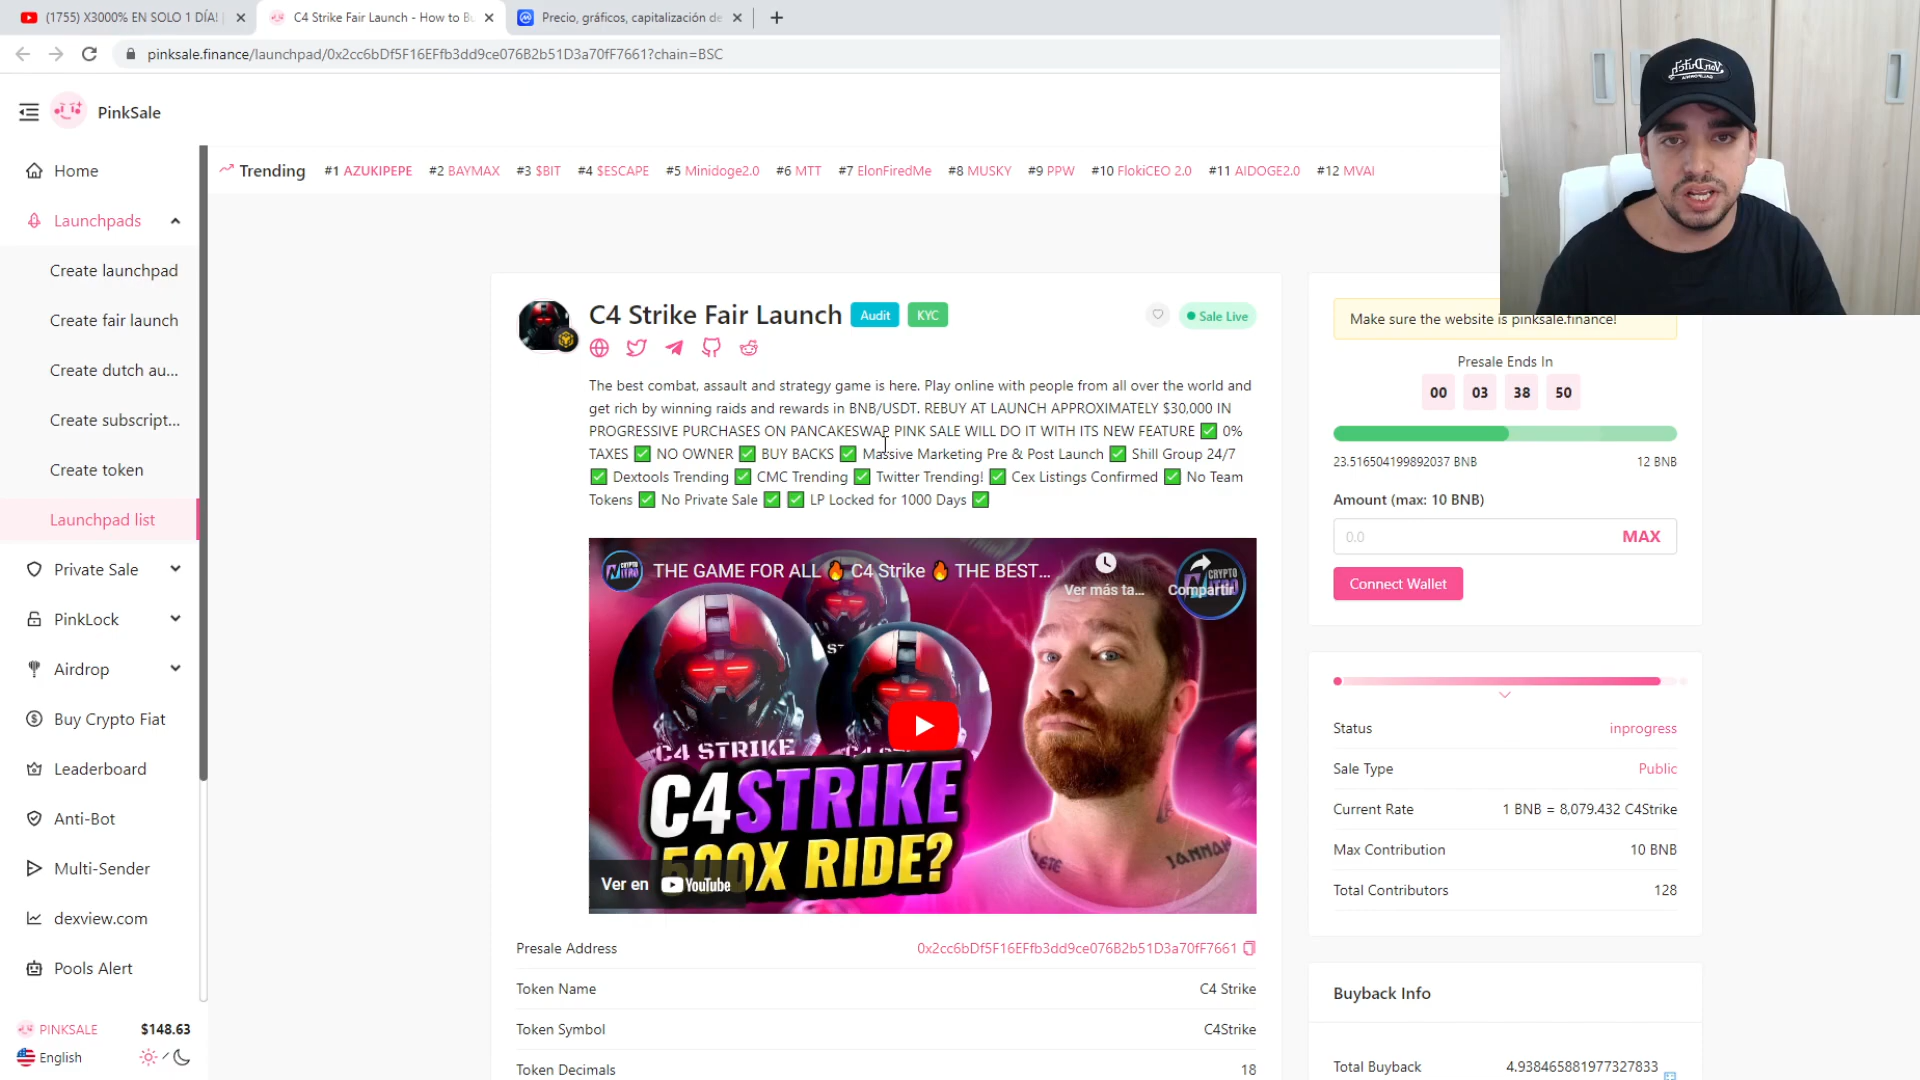 (1755) X3000% EN SOLO 1 DÍA!
C4 Strike Fair Launch - How to Bu
Precio, gráficos, capitalización de
pinksale.finance/launchpad/0x2cc6bDf5F16EFfb3dd9ce076B2b51D3a70fF7661?chain=BSC
Von Dutch
PinkSale
Home
Launchpads
Create launchpad
Create fair launch
Create dutch au...
Create subscript...
Create token
Launchpad list
Private Sale
PinkLock
Airdrop
Buy Crypto Fiat
Leaderboard
Anti-Bot
Multi-Sender
dexview.com
Pools Alert
PINKSALE $148.63
English
Trending #1 AZUKIPEPE #2 BAYMAX #3 $BIT #4 $ESCAPE #5 Minidoge2.0 #6 MTT #7 ElonFiredMe #8 MUSKY #9 PPW #10 FlokiCEO 2.0 #11 AIDOGE2.0 #12 MVAI
C4 Strike Fair Launch Audit KYC
Sale Live
The best combat, assault and strategy game is here. Play online with people from all over the world and
get rich by winning raids and rewards in BNB/USDT. REBUY AT LAUNCH APPROXIMATELY $30,000 IN
PROGRESSIVE PURCHASES ON PANCAKESWAP PINK SALE WILL DO IT WITH ITS NEW FEATURE ✅ 0%
TAXES ✅ NO OWNER ✅ BUY BACKS ✅ Massive Marketing Pre & Post Launch ✅ Shill Group 24/7
✅ Dextools Trending ✅ CMC Trending ✅ Twitter Trending! ✅ Cex Listings Confirmed ✅ No Team
Tokens ✅ No Private Sale ✅ ✅ LP Locked for 1000 Days ✅
CRYPTO NITRO
THE GAME FOR ALL 🔥 C4 Strike 🔥 THE BEST...
Ver más ta...
Compartir
CRYPTO
NITRO
C4 STRIKE
C4STRIKE
500X RIDE?
Ver en YouTube
Presale Address 0x2cc6bDf5F16EFfb3dd9ce076B2b51D3a70fF7661
Token Name C4 Strike
Token Symbol C4Strike
Token Decimals 18
Make sure the website is pinksale.finance!
Presale Ends In
00 03 38 50
23.516504199892037 BNB 12 BNB
Amount (max: 10 BNB)
0.0 MAX
Connect Wallet
Status inprogress
Sale Type Public
Current Rate 1 BNB = 8,079.432 C4Strike
Max Contribution 10 BNB
Total Contributors 128
Buyback Info
Total Buyback 4.938465881977327833